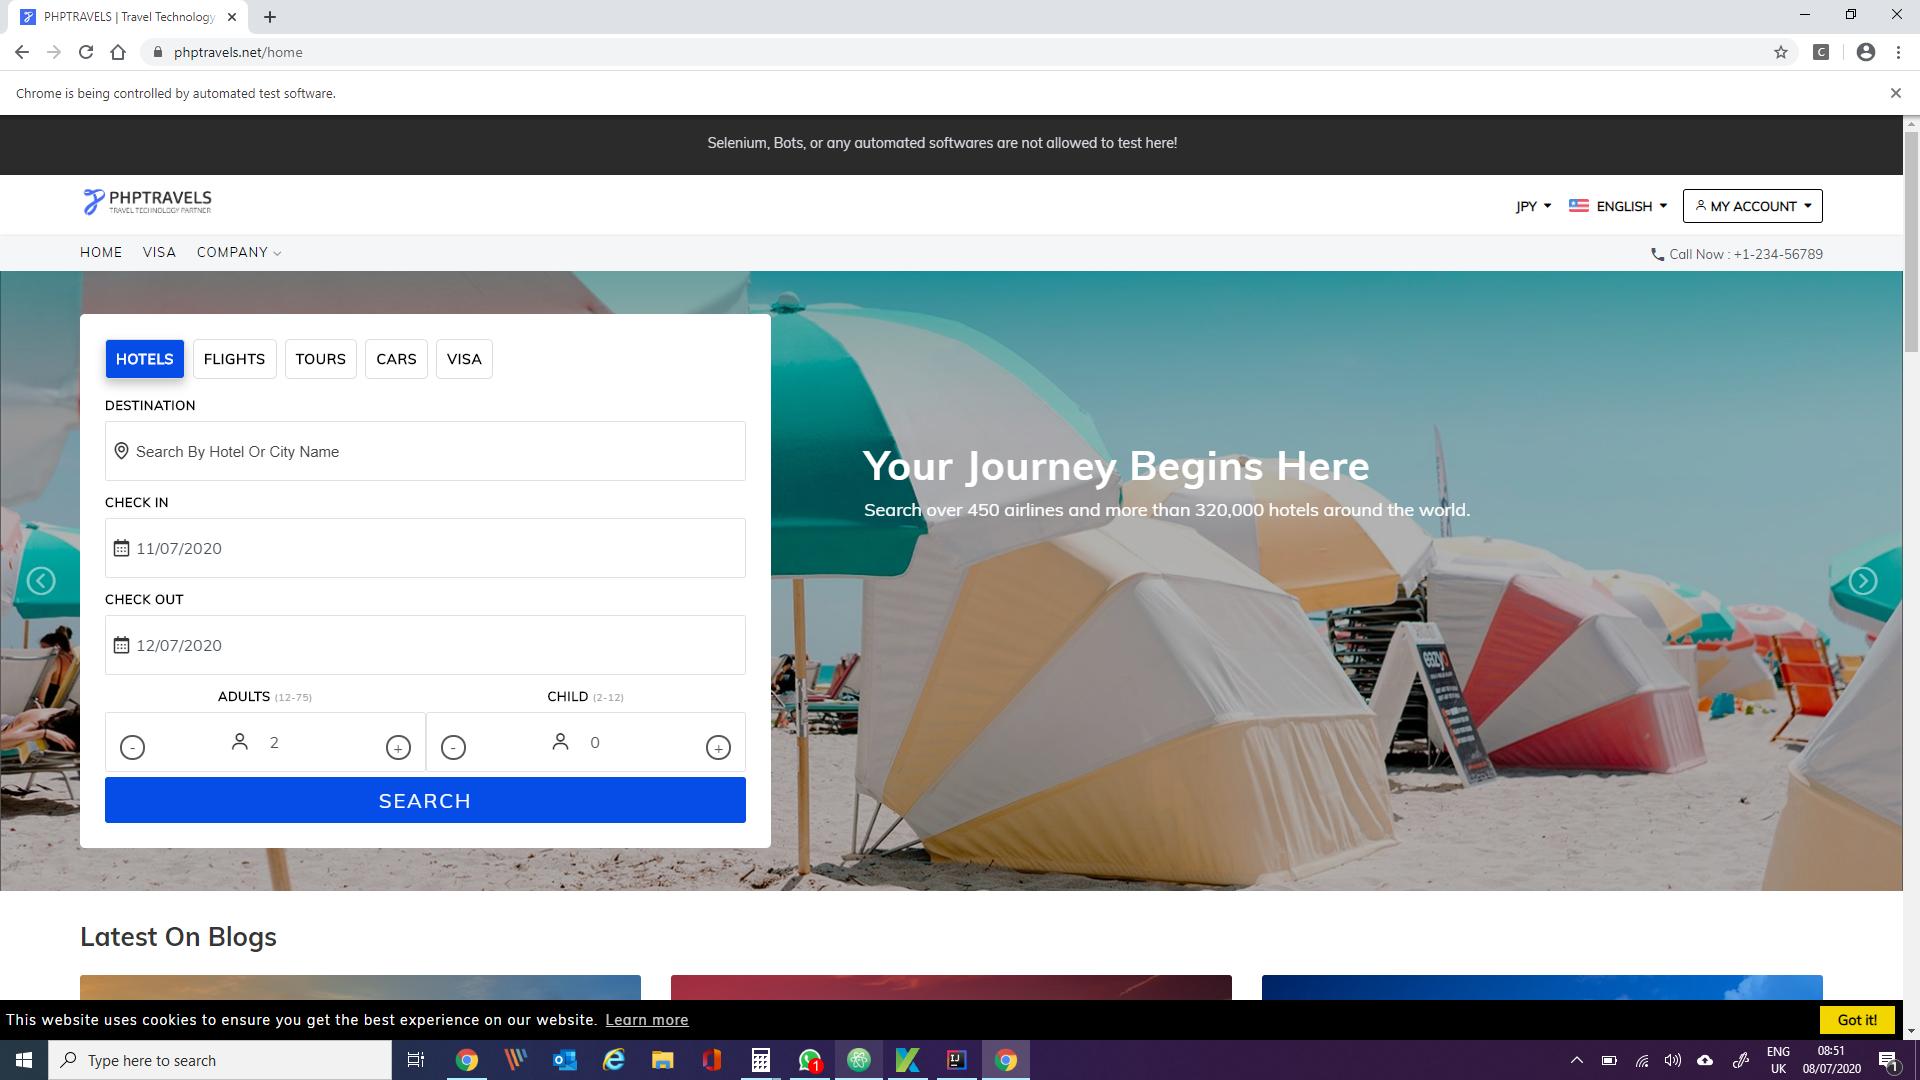 PHPTRAVELS | Travel Technology
phptravels.net/home
Chrome is being controlled by automated test software.
Selenium, Bots, or any automated softwares are not allowed to test here!
PHPTRAVELS
TRAVEL TECHNOLOGY PARTNER
JPY
ENGLISH
MY ACCOUNT
HOME
VISA
COMPANY
Call Now : +1-234-56789
HOTELS
FLIGHTS
TOURS
CARS
VISA
DESTINATION
Search By Hotel Or City Name
CHECK IN
11/07/2020
CHECK OUT
12/07/2020
ADULTS (12-75)
CHILD (2-12)
- 2 +
- 0 +
SEARCH
Your Journey Begins Here
Search over 450 airlines and more than 320,000 hotels around the world.
Latest On Blogs
This website uses cookies to ensure you get the best experience on our website. Learn more
Got it!
Type here to search
1
IJ
ENG
UK
08:51
08/07/2020
1